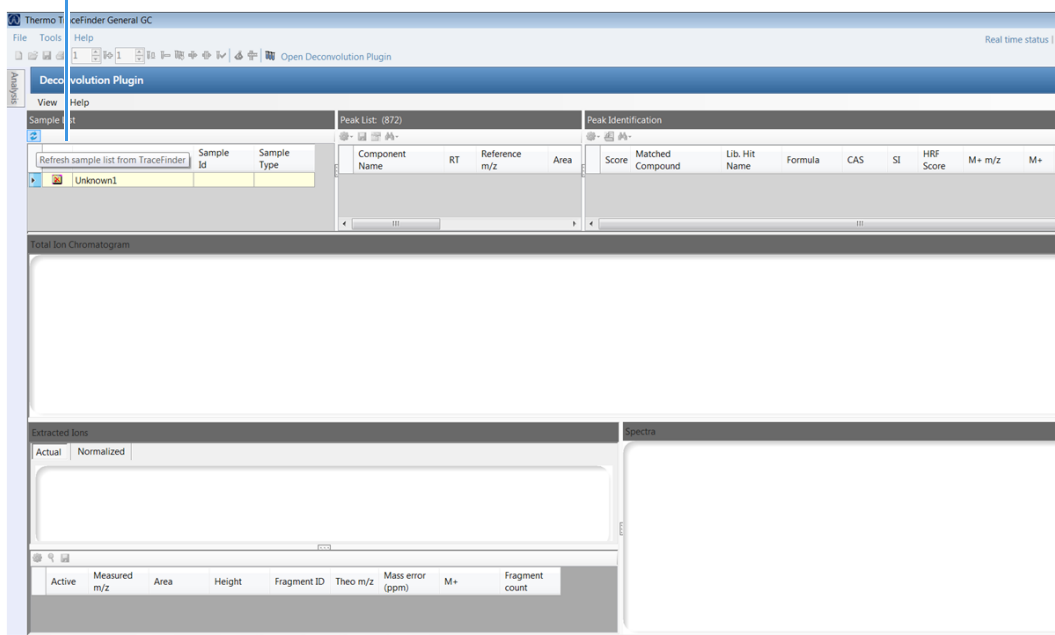 Thermo TraceFinder General GC
File Tools Help
Real time status |
1 1 Open Deconvolution Plugin
Analysis
Deconvolution Plugin
View Help
Sample List
Peak List: (872)
Peak Identification
Refresh sample list from TraceFinder
Sample Id
Sample Type
Component Name
RT
Reference m/z
Area
Score
Matched Compound
Lib. Hit Name
Formula
CAS
SI
HRF Score
M+ m/z
M+
Unknown1
Total Ion Chromatogram
Extracted Ions
Spectra
Actual Normalized
Active
Measured m/z
Area
Height
Fragment ID
Theo m/z
Mass error (ppm)
M+
Fragment count